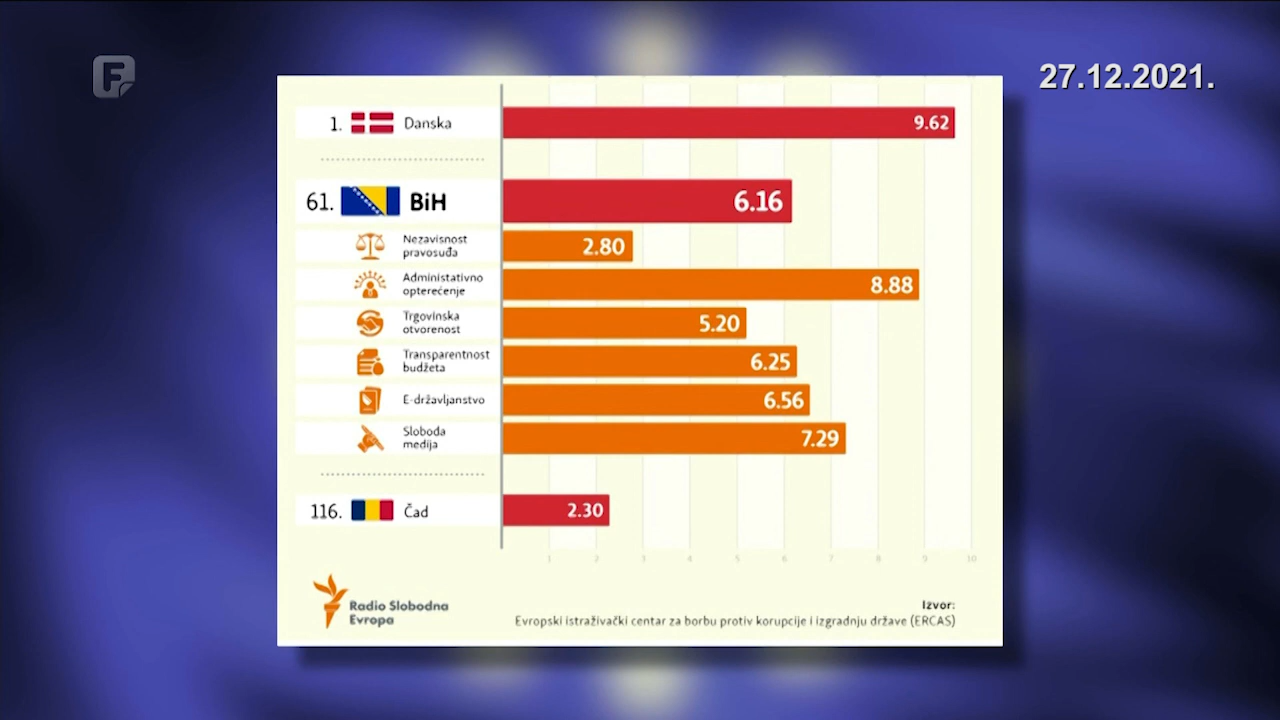 F
27.12.2021.
1. Danska 9.62
61. BiH 6.16
Nezavisnost
pravosuđa
2.80
Administativno
opterećenje
8.88
Trgovinska
otvorenost
5.20
Transparentnost
budžeta
6.25
E-državljanstvo 6.56
Sloboda
medija
7.29
116. Čad 2.30
1 2 3 4 5 6 7 8 9 10
Radio Slobodna
Evropa
Izvor:
Evropski istraživački centar za borbu protiv korupcije i izgradnju države (ERCAS)